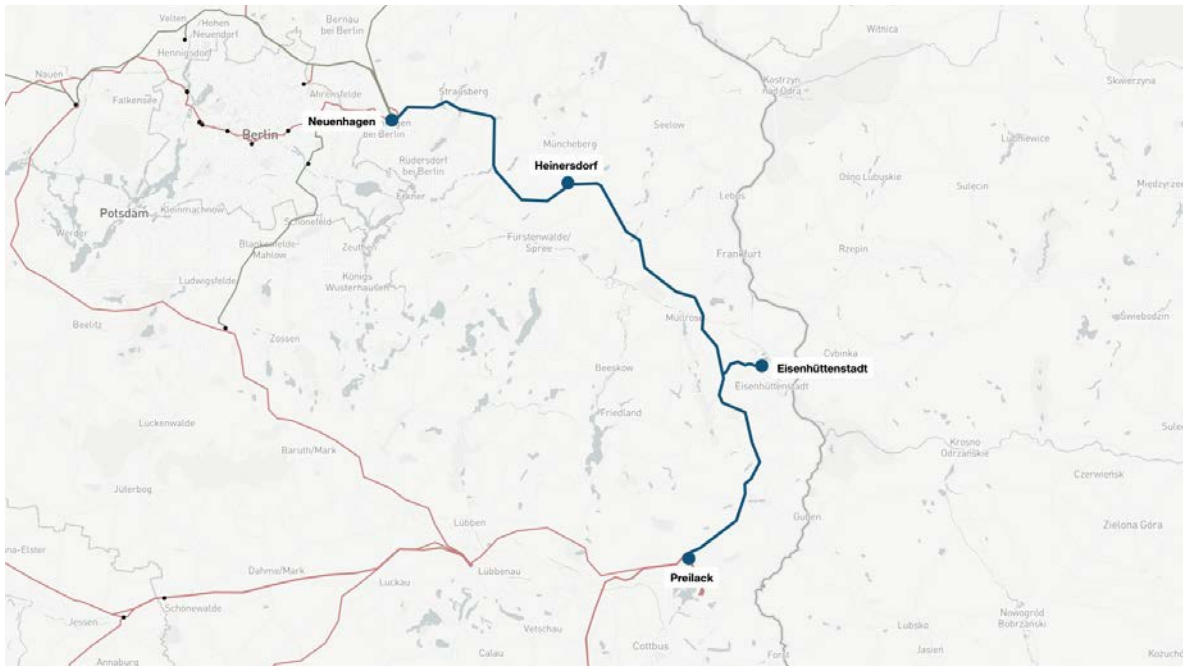 Velten
Hohen
Neuendorf
Bernau
bei Berlin
Witnica
Hennigsdorf
Nauen
Kostrzyn
nad Odrą
Skwierzyna
Ahrensfelde
Strausberg
Falkensee
Neuenhagen
bei Berlin
Seelow
Berlin
Müncheberg
Lubniewice
Rüdersdorf
bei Berlin
Heinersdorf
Ośno Lubuskie
Sulęcin
Erkner
Lebus
Potsdam
Kleinmachnow
Schönefeld
Werder
Zeuthen
Fürstenwalde/
Spree
Blankenfelde-
Mahlow
Rzepin
Frankfurt
Ludwigsfelde
Königs
Wusterhausen
Świebodzin
Beelitz
Müllrose
Zossen
Cybinka
Beeskow
Eisenhüttenstadt
Eisenhüttenstadt
Friedland
Luckenwalde
Baruth/Mark
Krosno
Odrzańskie
Czerwieńsk
Jüterbog
Guben
Lübben
Zielona Góra
Dahme/Mark
Lübbenau
Luckau
Preilack
Schönewalde
Jessen
Vetschau
Nowogród
Bobrzański
Lubsko
Cottbus
Calau
Forst
Jasień
Annaburg